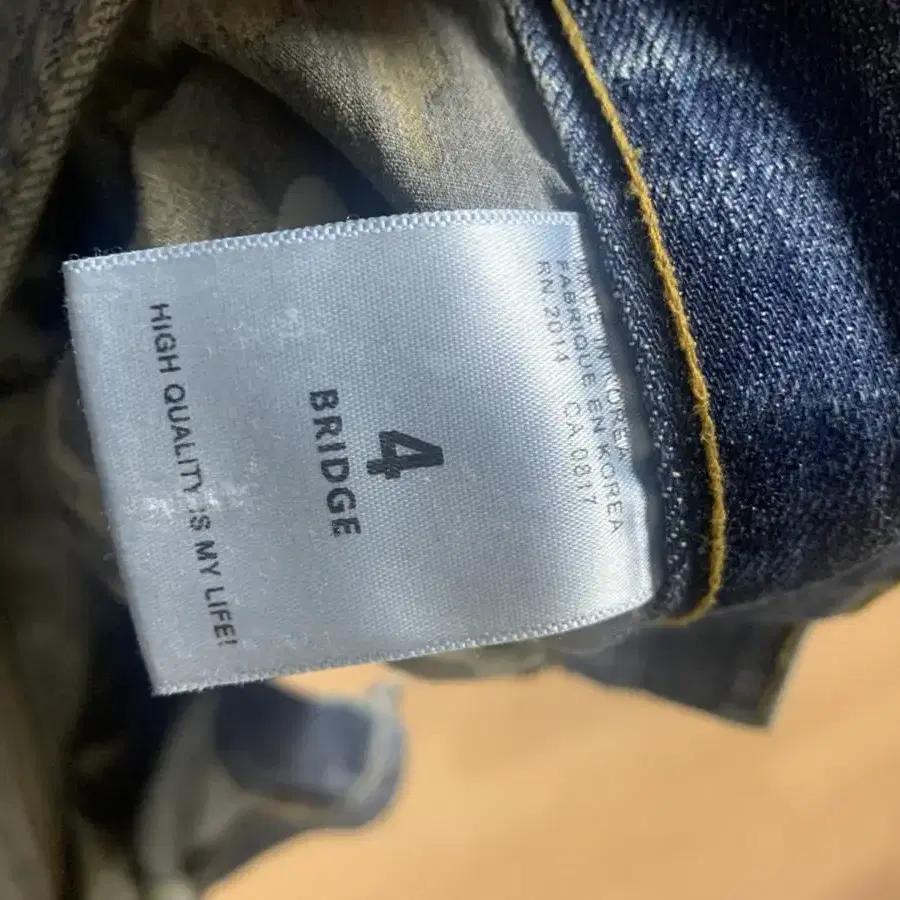 MADE IN KOREA
FABRIQUE EN KOREA
RN.2014 CA 0817
4
BRIDGE
HIGH QUALITY IS MY LIFE!